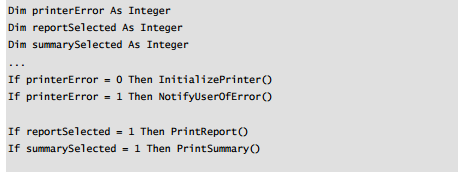 Dim printerError As Integer
Dim reportSelected As Integer
Dim summarySelected As Integer
...
If printerError = 0 Then InitializePrinter()
If printerError = 1 Then NotifyUserOfError()
If reportSelected = 1 Then PrintReport()
If summarySelected = 1 Then PrintSummary()